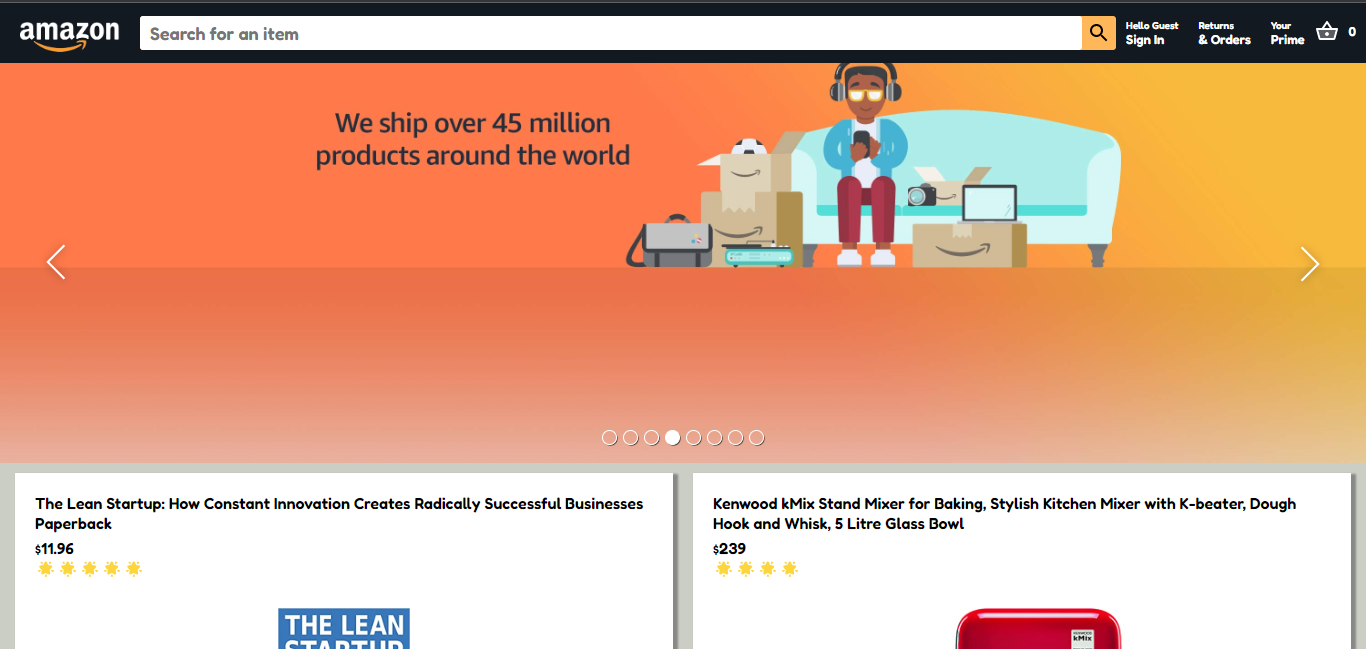 amazon
Search for an item
Hello Guest
Sign In
Returns
& Orders
Your
Prime
0
We ship over 45 million
products around the world
The Lean Startup: How Constant Innovation Creates Radically Successful Businesses
Paperback
$11.96
Kenwood kMix Stand Mixer for Baking, Stylish Kitchen Mixer with K-beater, Dough
Hook and Whisk, 5 Litre Glass Bowl
$239
THE LEAN
STARTUP
KENWOOD
kMix